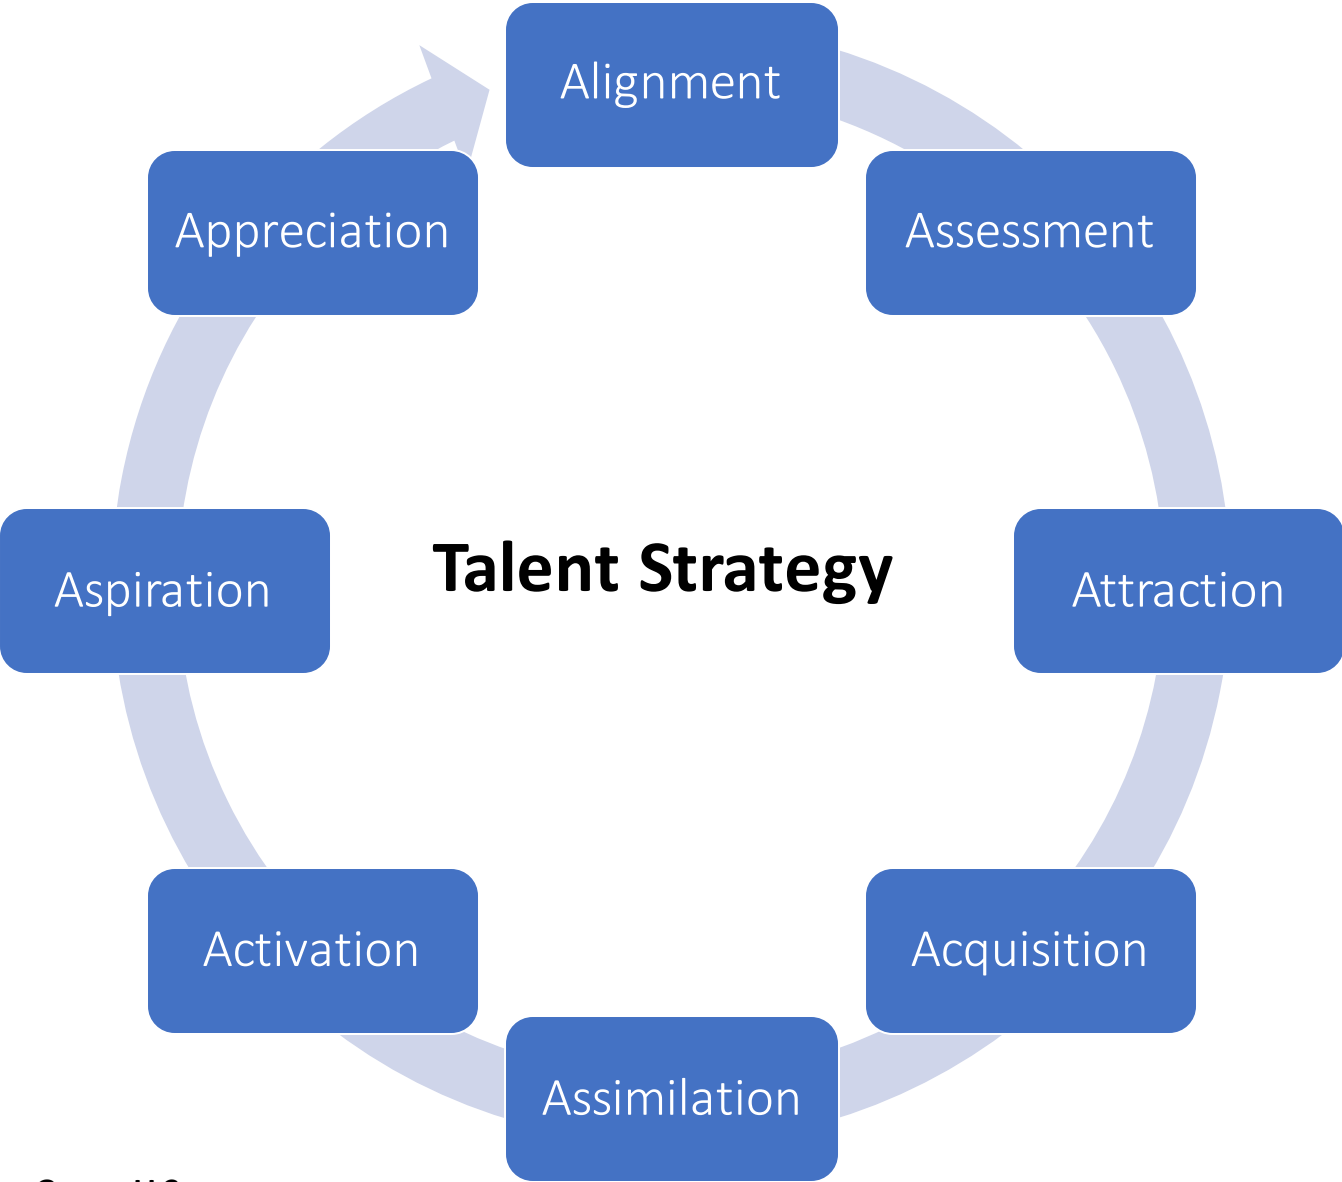 Alignment
Assessment
Attraction
Acquisition
Assimilation
Activation
Aspiration
Appreciation
Talent Strategy